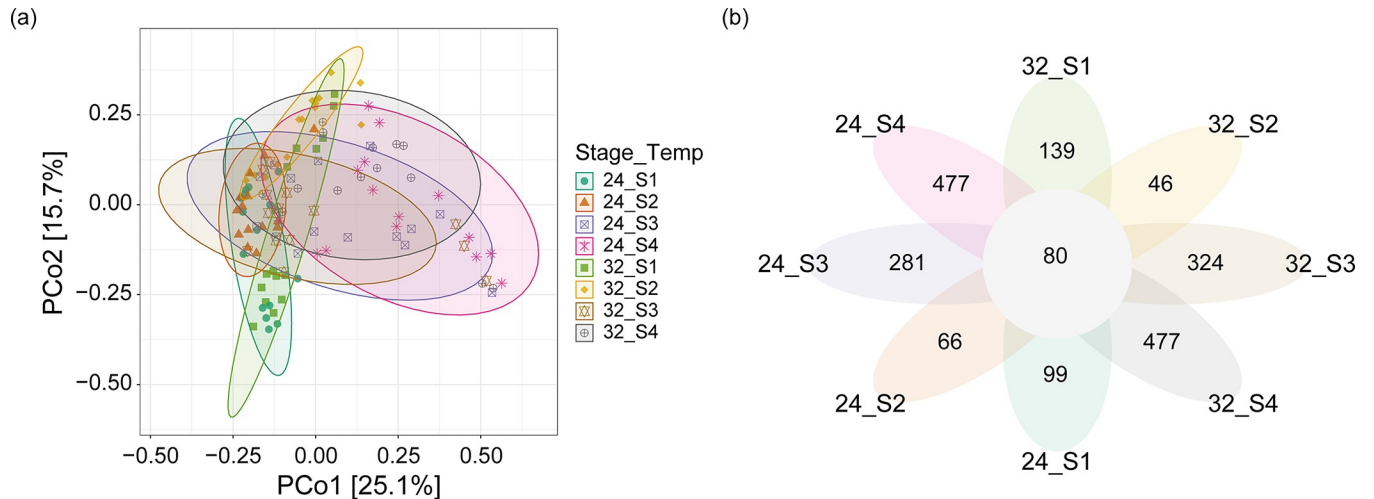 (a)
PCo2 [15.7%]
0.25
0.00
−0.25
−0.50
−0.50 −0.25 0.00 0.25 0.50
PCo1 [25.1%]
Stage_Temp
24_S1
24_S2
24_S3
24_S4
32_S1
32_S2
32_S3
32_S4
(b)
32_S1
24_S4 32_S2
139
477 46
24_S3 281 80 324 32_S3
66 477
99
24_S2 32_S4
24_S1